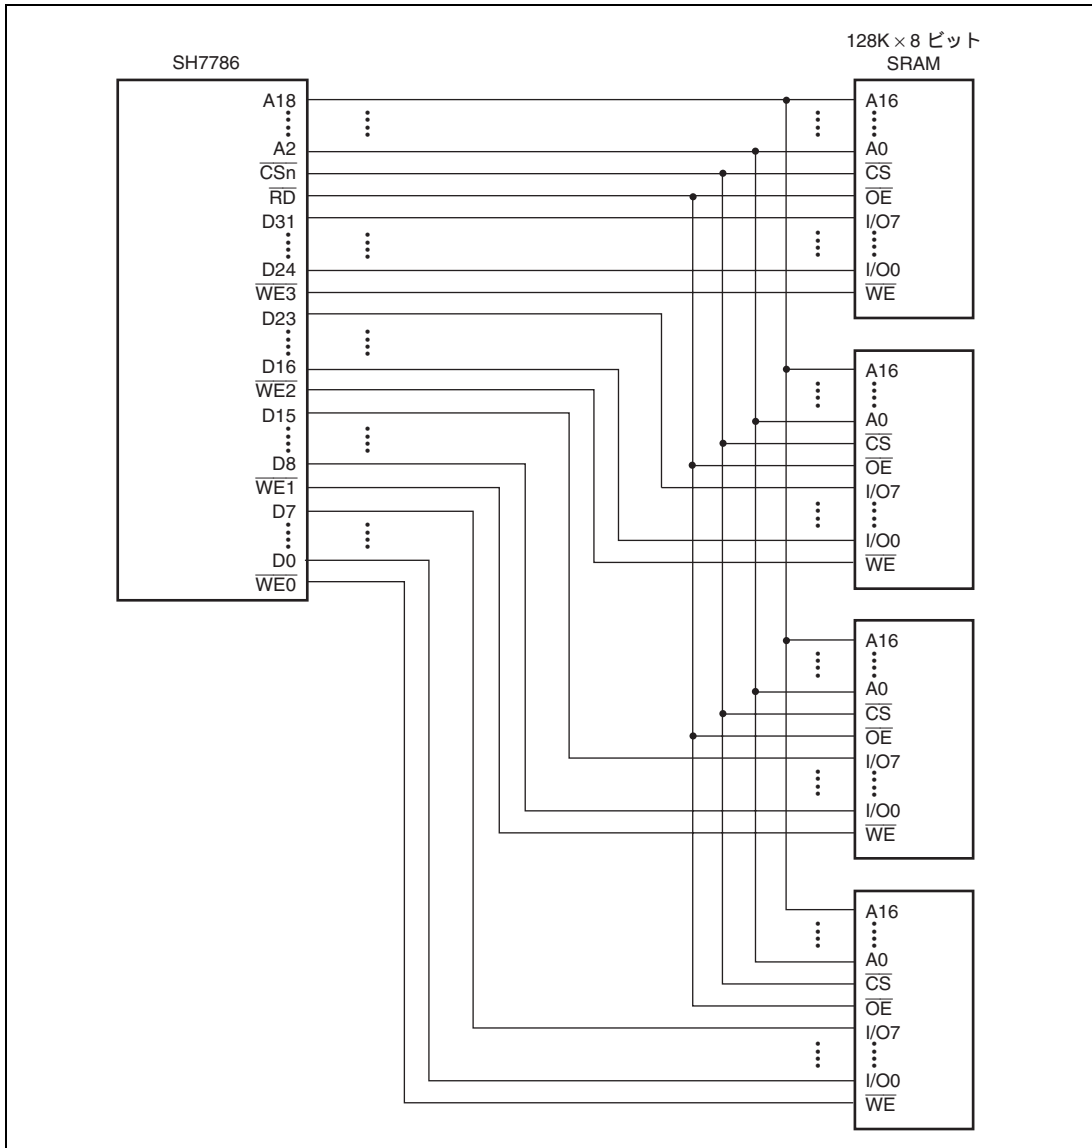 SH7786
A18
A2
CSn
RD
D31
D24
WE3
D23
D16
WE2
D15
D8
WE1
D7
D0
WE0
128K × 8 ビット
SRAM
A16
A0
CS
OE
I/O7
I/O0
WE
A16
A0
CS
OE
I/O7
I/O0
WE
A16
A0
CS
OE
I/O7
I/O0
WE
A16
A0
CS
OE
I/O7
I/O0
WE